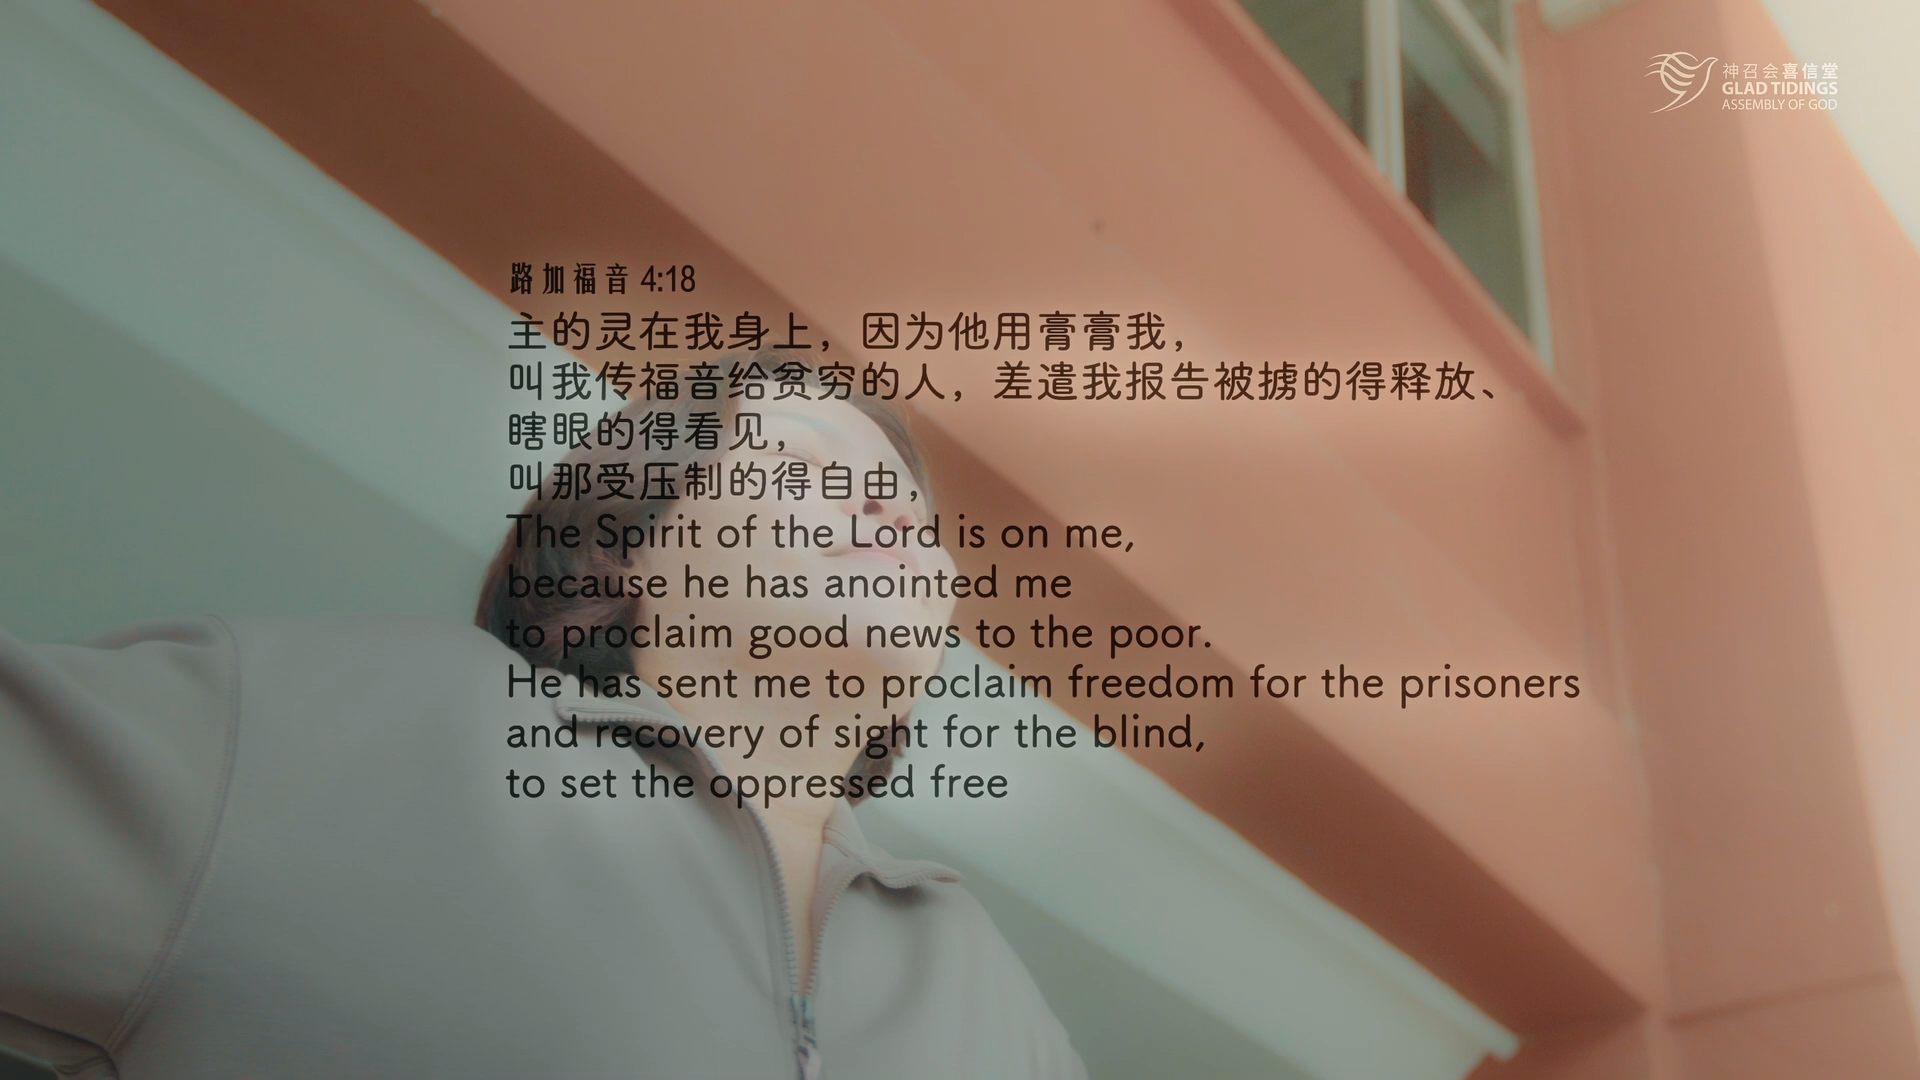 神召会喜信堂
GLAD TIDINGS
ASSEMBLY OF GOD
路加福音 4:18
主的灵在我身上，因为他用膏膏我，
叫我传福音给贫穷的人，差遣我报告被掳的得释放、
瞎眼的得看见，
叫那受压制的得自由，
The Spirit of the Lord is on me,
because he has anointed me
to proclaim good news to the poor.
He has sent me to proclaim freedom for the prisoners
and recovery of sight for the blind,
to set the oppressed free